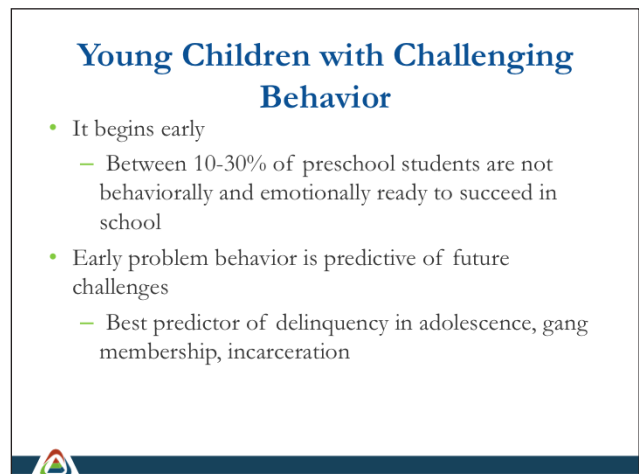 Young Children with Challenging
Behavior
• It begins early
– Between 10-30% of preschool students are not
behaviorally and emotionally ready to succeed in
school
• Early problem behavior is predictive of future
challenges
– Best predictor of delinquency in adolescence, gang
membership, incarceration